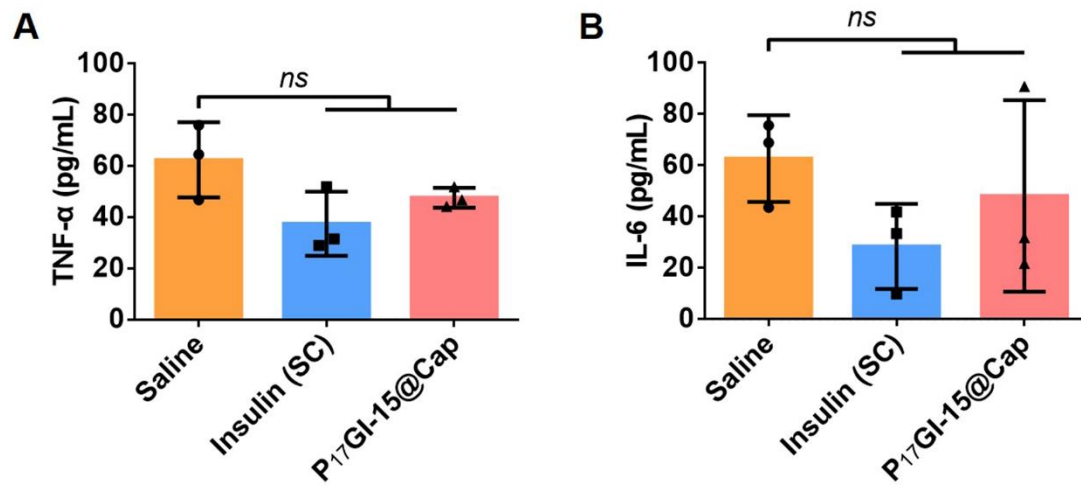 A
TNF-α (pg/mL)
100
80
60
40
20
0
ns
Saline
Insulin (SC)
P₁₇GI-15@Cap
B
IL-6 (pg/mL)
100
80
60
40
20
0
ns
Saline
Insulin (SC)
P₁₇GI-15@Cap